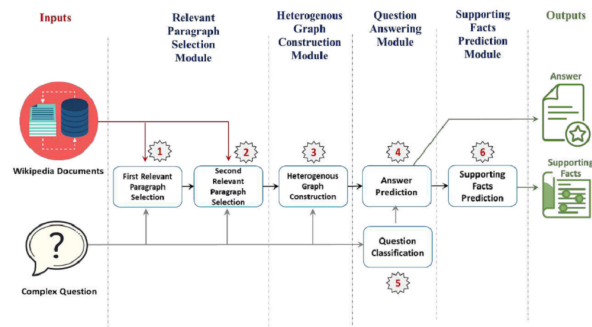 Inputs
Relevant
Paragraph
Selection
Module
Heterogenous
Graph
Construction
Module
Question
Answering
Module
Supporting
Facts
Prediction
Module
Outputs
Answer
1
2
3
4
6
Wikipedia Documents
First Relevant
Paragraph
Selection
Second
Relevant
Paragraph
Selection
Heterogenous
Graph
Construction
Answer
Prediction
Supporting
Facts
Prediction
Supporting
Facts
?
Complex Question
Question
Classification
5